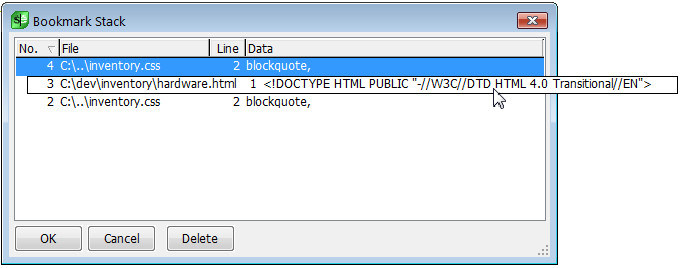 Bookmark Stack
No. File Line Data
4 C:\..\inventory.css 2 blockquote,
3 C:\dev\inventory\hardware.html 1 <!DOCTYPE HTML PUBLIC "-//W3C//DTD HTML 4.0 Transitional//EN">
2 C:\..\inventory.css 2 blockquote,
OK Cancel Delete